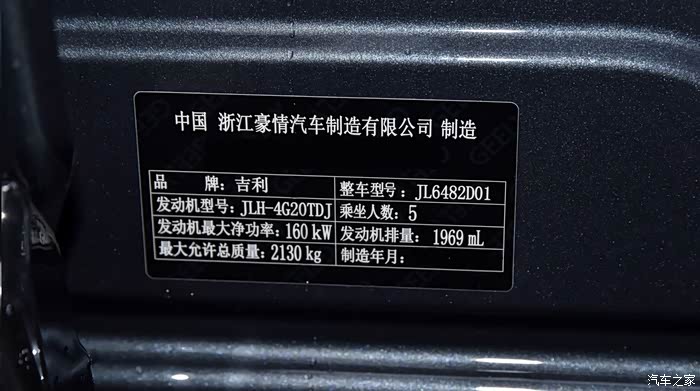 中国 浙江豪情汽车制造有限公司 制造
品 牌:吉利 整车型号: JL6482D01
发动机型号: JLH-4G20TDJ 乘坐人数: 5
发动机最大净功率: 160 kW 发动机排量: 1969 mL
最大允许总质量: 2130 kg 制造年月:
汽车之家